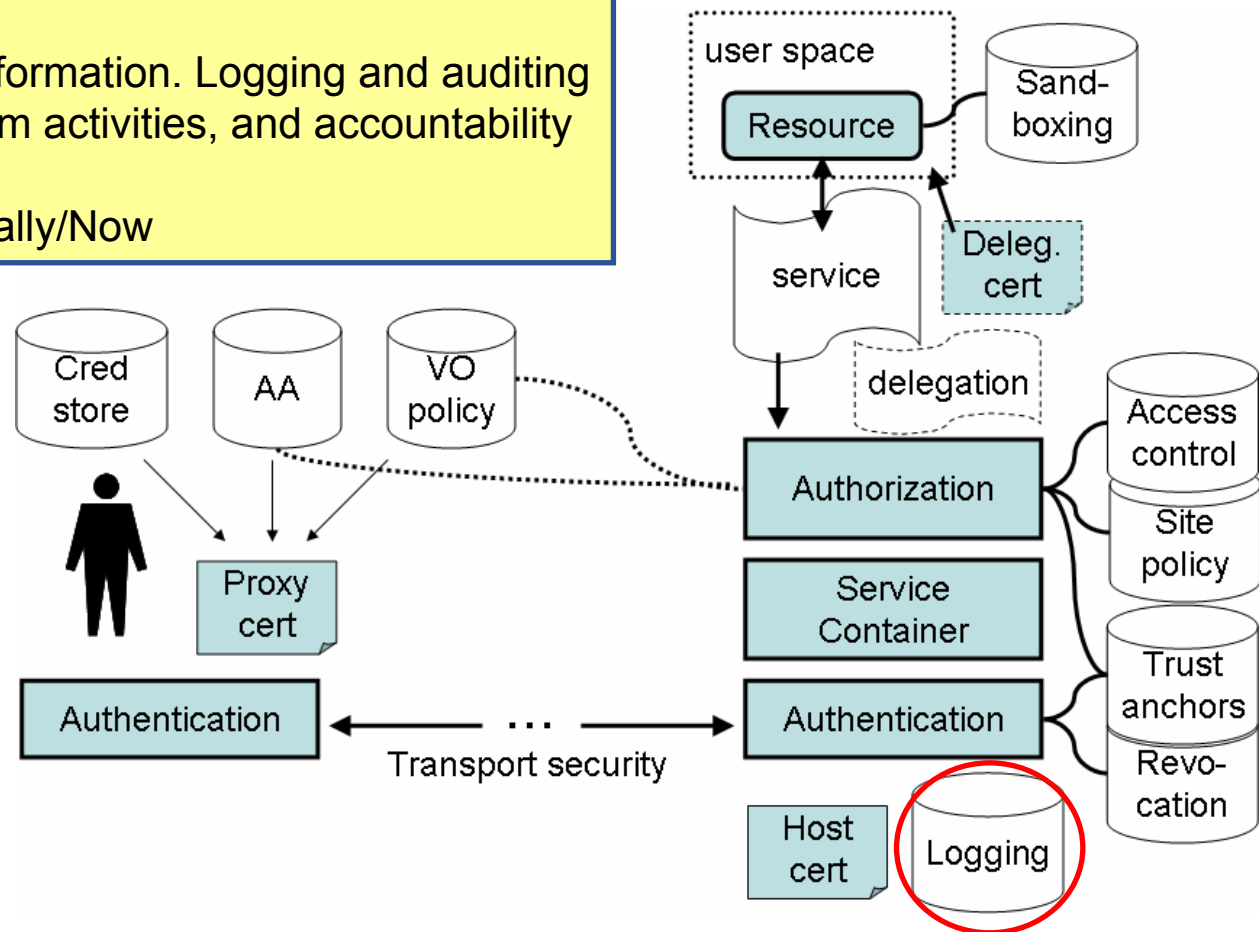 formation. Logging and auditing
m activities, and accountability
ally/Now
user space
Resource
Sand-
boxing
service
Deleg.
cert
delegation
Cred
store
AA
VO
policy
Access
control
Authorization
Site
policy
Proxy
cert
Service
Container
Trust
anchors
Authentication
...
Transport security
Authentication
Revo-
cation
Host
cert
Logging